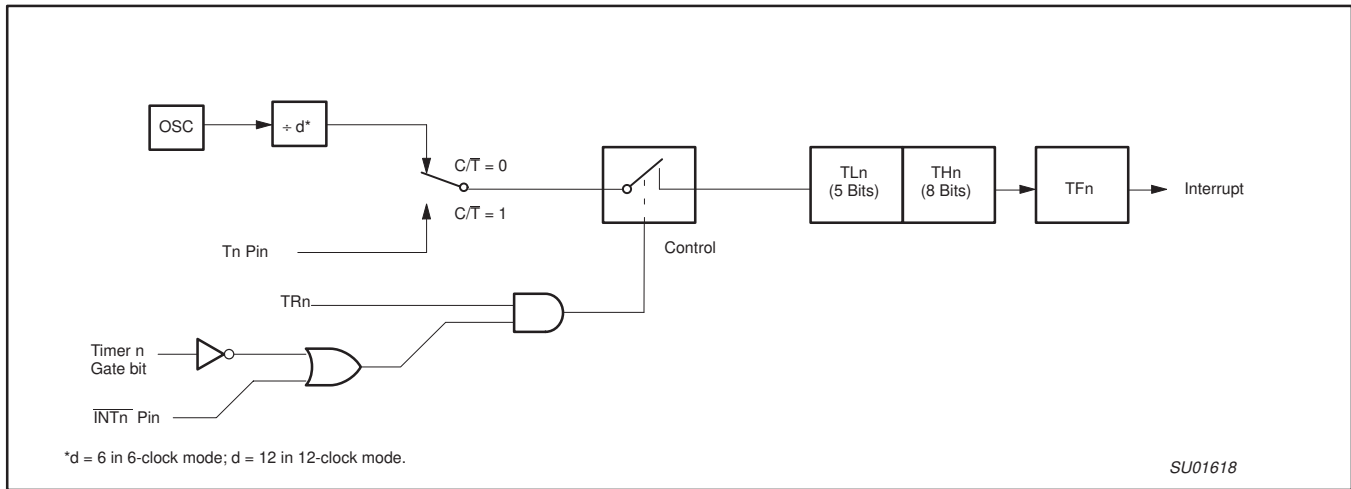 OSC
÷ d*
C/T̅ = 0
C/T̅ = 1
Tn Pin
Control
TLn
(5 Bits)
THn
(8 Bits)
TFn
Interrupt
TRn
Timer n
Gate bit
I̅N̅T̅n̅ Pin
*d = 6 in 6-clock mode; d = 12 in 12-clock mode.
SU01618